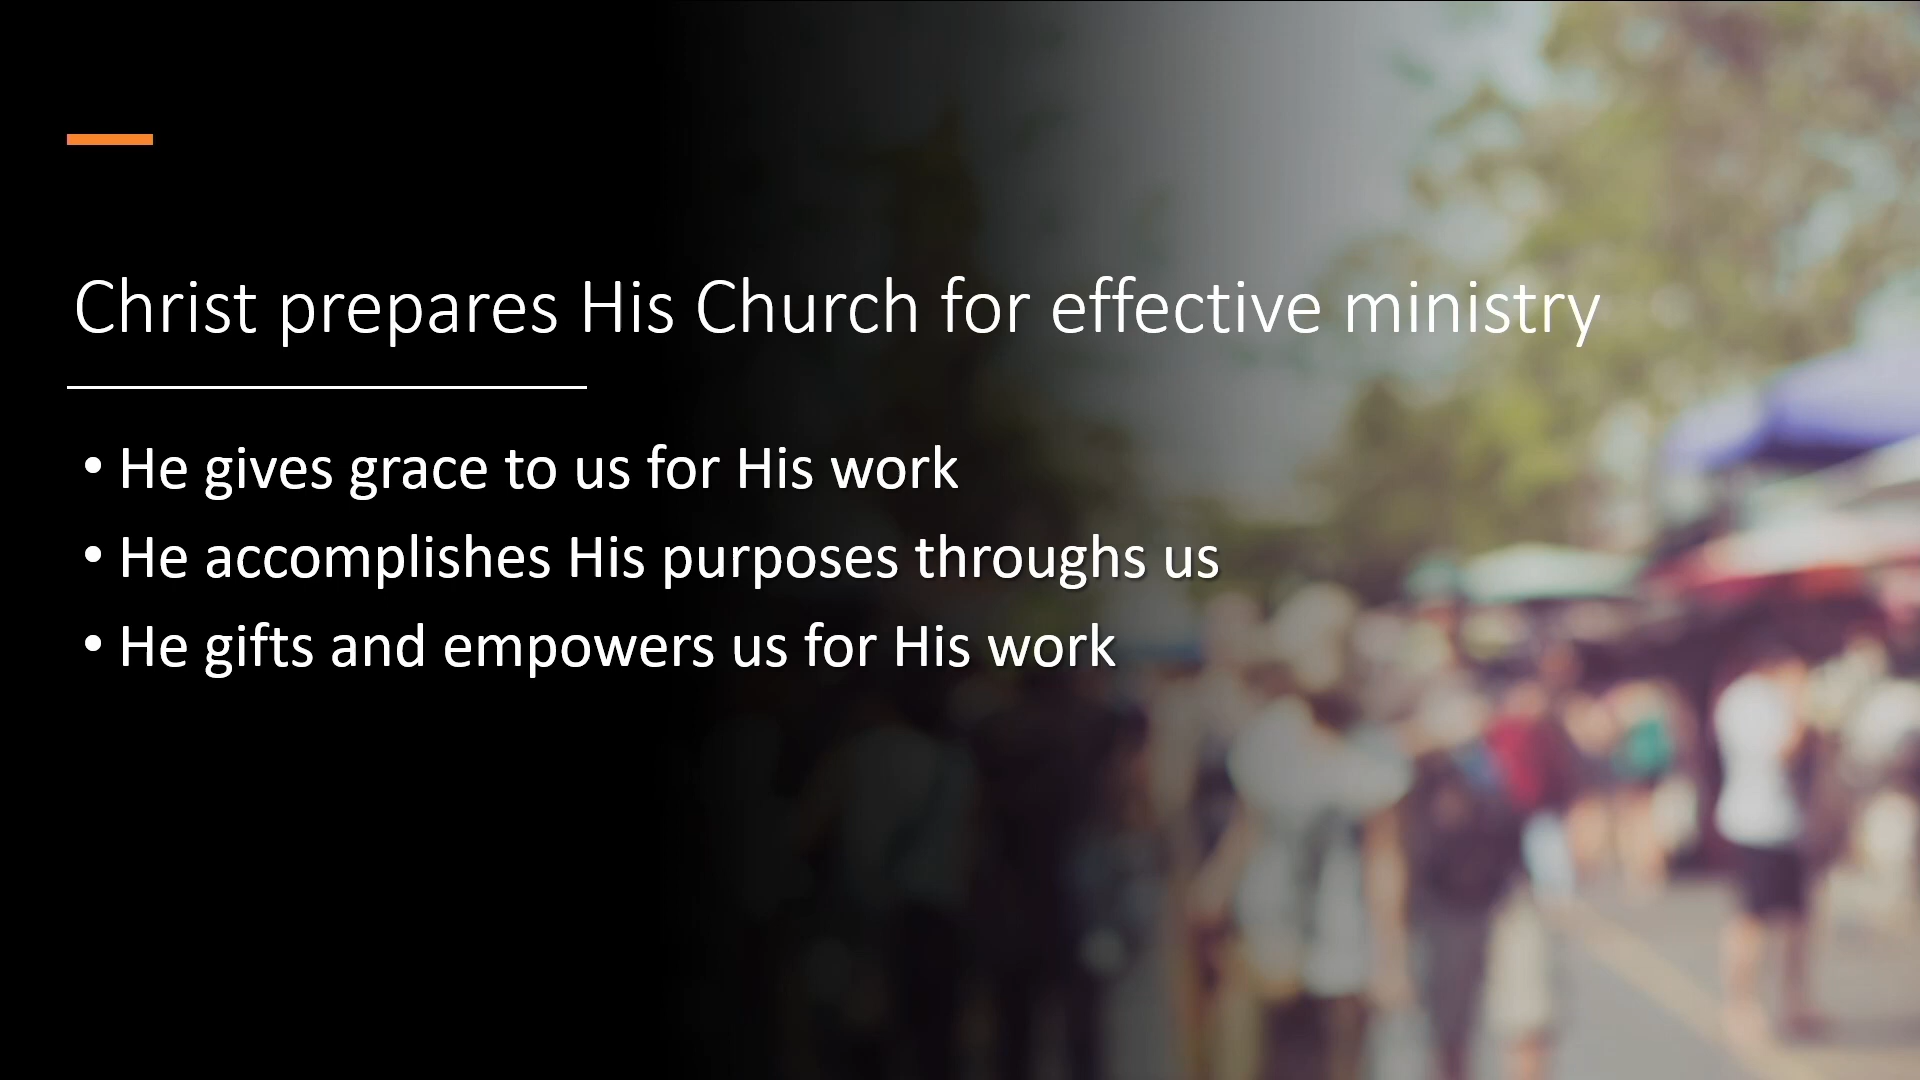 Christ prepares His Church for effective ministry
• He gives grace to us for His work
• He accomplishes His purposes throughs us
• He gifts and empowers us for His work